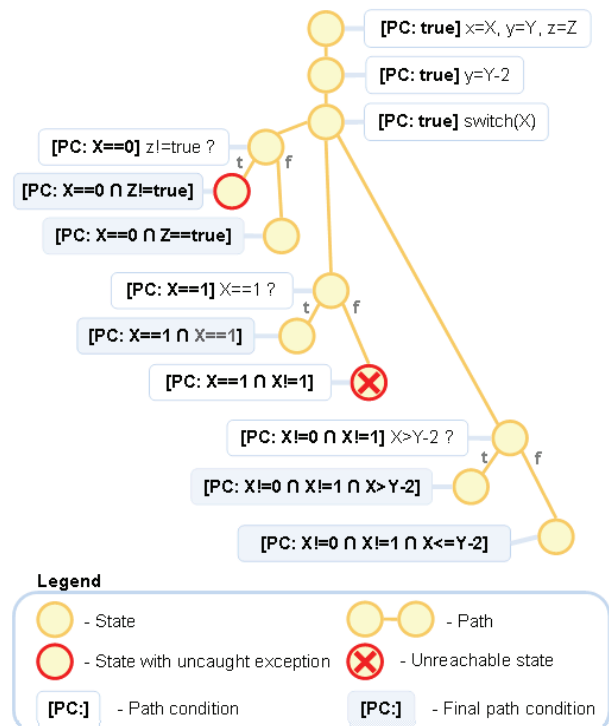 [PC: true] x=X, y=Y, z=Z
[PC: true] y=Y-2
[PC: true] switch(X)
[PC: X==0] z!=true ?
t
f
[PC: X==0 ∩ Z!=true]
[PC: X==0 ∩ Z==true]
[PC: X==1] X==1 ?
t
f
[PC: X==1 ∩ X==1]
[PC: X==1 ∩ X!=1]
[PC: X!=0 ∩ X!=1] X>Y-2 ?
t
f
[PC: X!=0 ∩ X!=1 ∩ X>Y-2]
[PC: X!=0 ∩ X!=1 ∩ X<=Y-2]
Legend
- State
- Path
- State with uncaught exception
- Unreachable state
[PC:] - Path condition
[PC:] - Final path condition